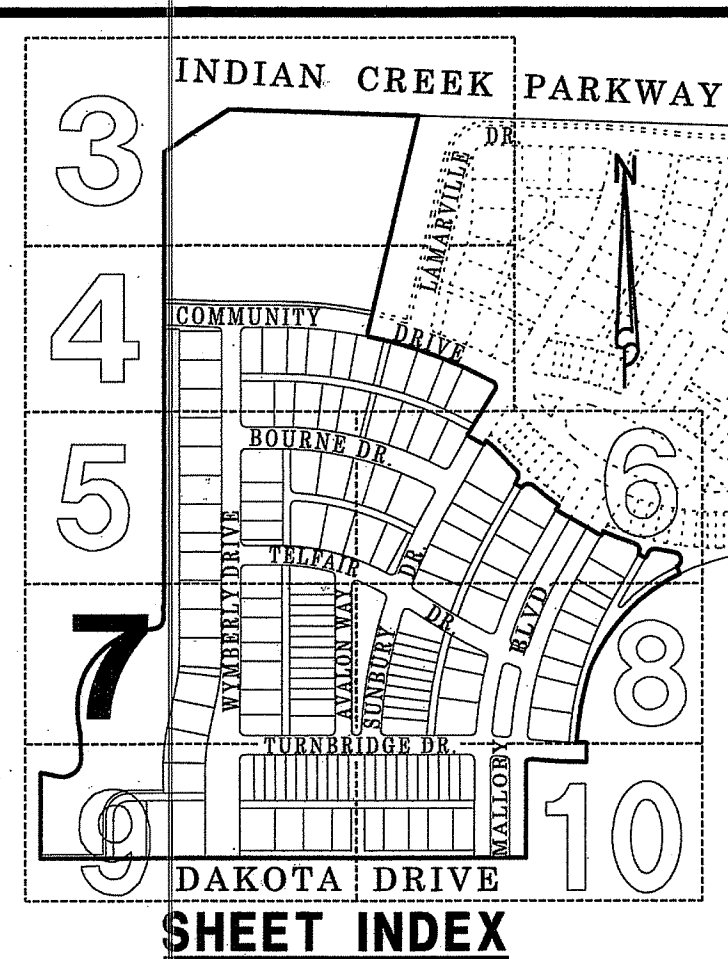 INDIAN CREEK PARKWAY
3
DR.
LAMARVILLE
N
4
COMMUNITY DRIVE
BOURNE DR.
5
6
WYMBERLY DRIVE
TELFAIR DR.
DR.
7
AVALON WAY
SUNBURY
BLVD
8
TURNBRIDGE DR.
MALLORY
9
10
DAKOTA DRIVE
SHEET INDEX